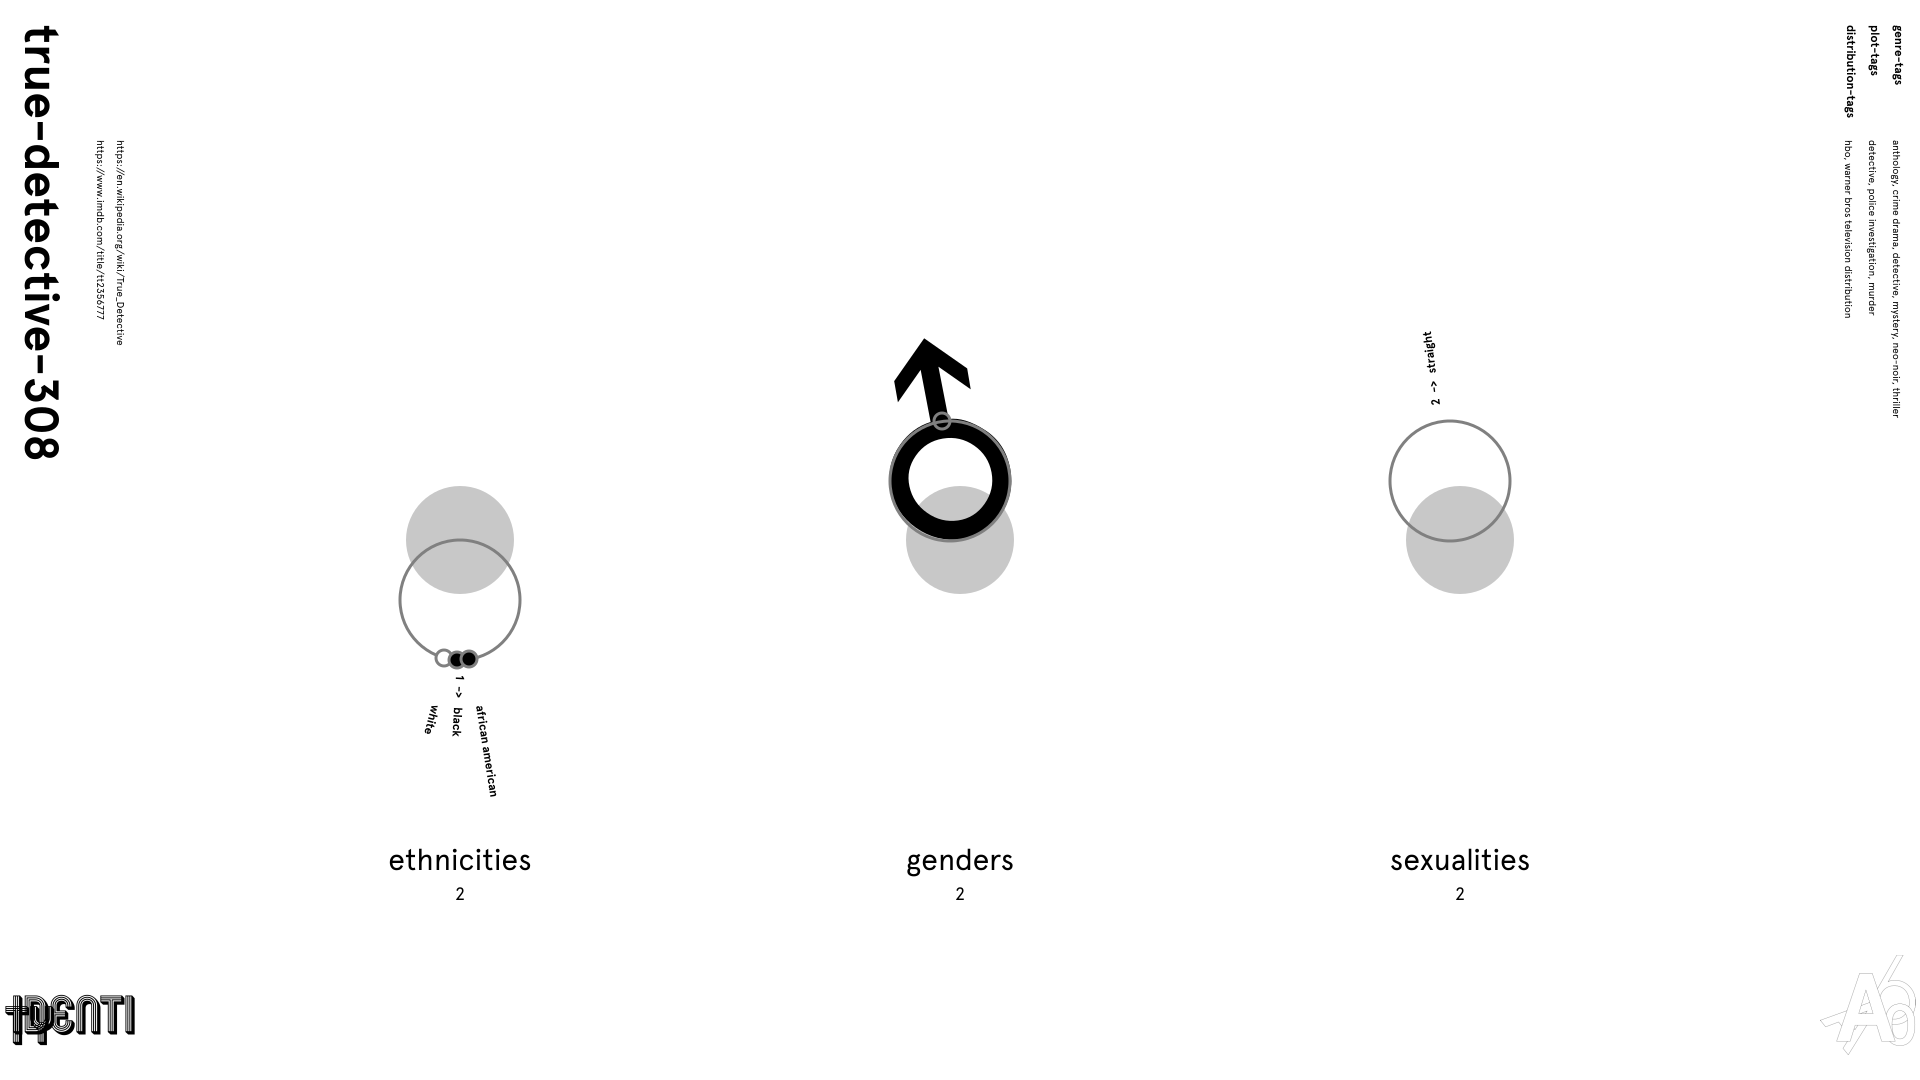 true-detective-308
https://en.wikipedia.org/wiki/True_Detective
https://www.imdb.com/title/tt2356777
genre-tags
anthology, crime drama, detective, mystery, neo-noir, thriller
plot-tags
detective, police investigation, murder
distribution-tags
hbo, warner bros television distribution
white
1 -> black
african american
2 -> straight
ethnicities
2
genders
2
sexualities
2
IDENTI